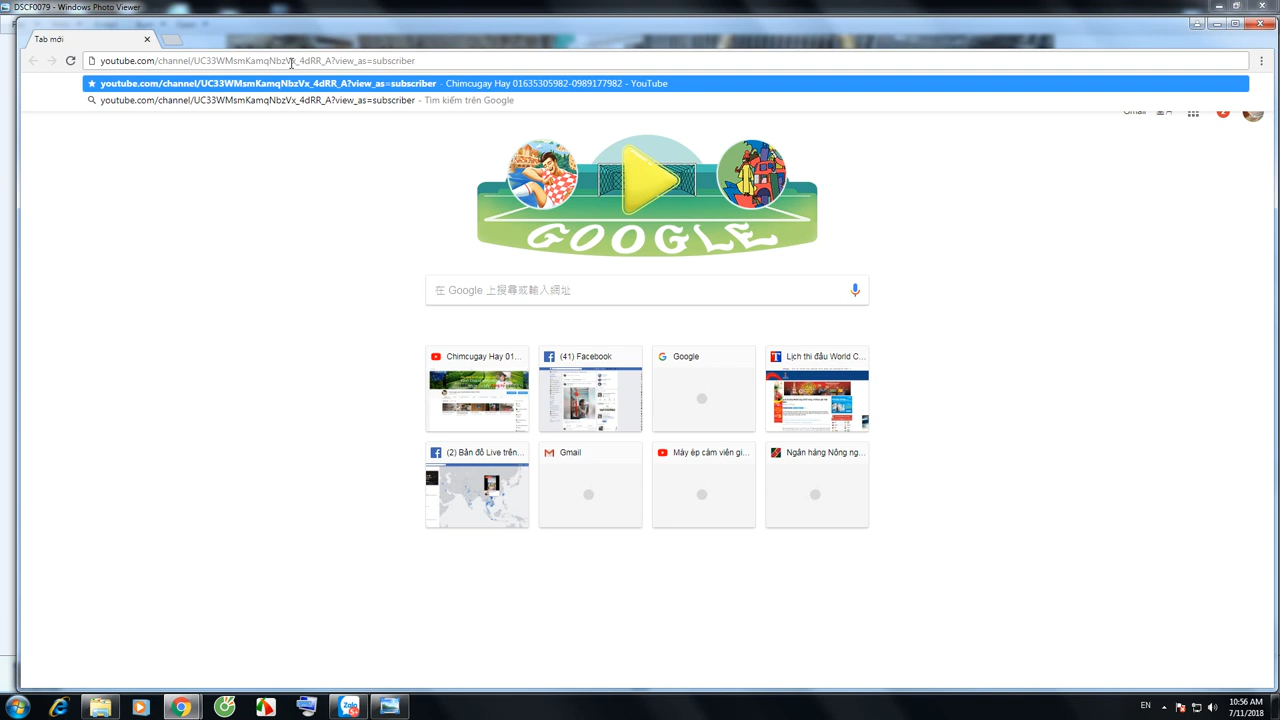 DSCF0079 - Windows Photo Viewer
Tab mới
youtube.com/channel/UC33WMsmKamqNbzVx_4dRR_A?view_as=subscriber
youtube.com/channel/UC33WMsmKamqNbzVx_4dRR_A?view_as=subscriber - Chimcugay Hay 01635305982-0989177982 - YouTube
youtube.com/channel/UC33WMsmKamqNbzVx_4dRR_A?view_as=subscriber - Tìm kiếm trên Google
Gmail
GOOGLE
在 Google 上搜尋或輸入網址
Chimcugay Hay 01...
(41) Facebook
Google
Lịch thi đấu World C...
(2) Bản đồ Live trên...
Gmail
Máy ép cám viên gi...
Ngân hàng Nông ng...
Zalo
EN
10:56 AM
7/11/2018